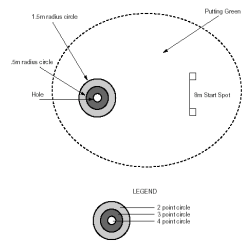 1.5m radius circle
Putting Green
.5m radius circle
Hole
8m Start Spot
LEGEND
2 point circle
3 point circle
4 point circle